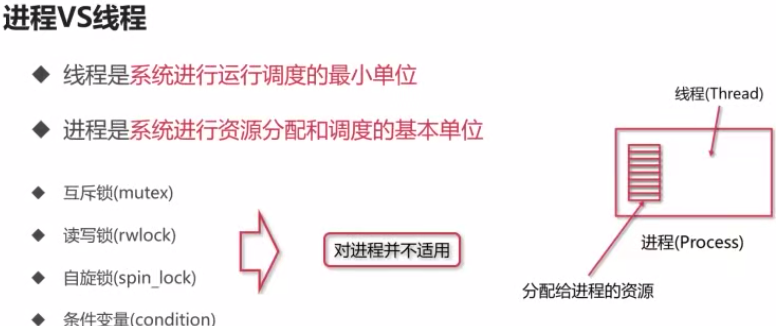 进程VS线程
◆ 线程是系统进行运行调度的最小单位
◆ 进程是系统进行资源分配和调度的基本单位
◆ 互斥锁(mutex)
◆ 读写锁(rwlock)
◆ 自旋锁(spin_lock)
◆ 条件变量(condition)
对进程并不适用
线程(Thread)
进程(Process)
分配给进程的资源